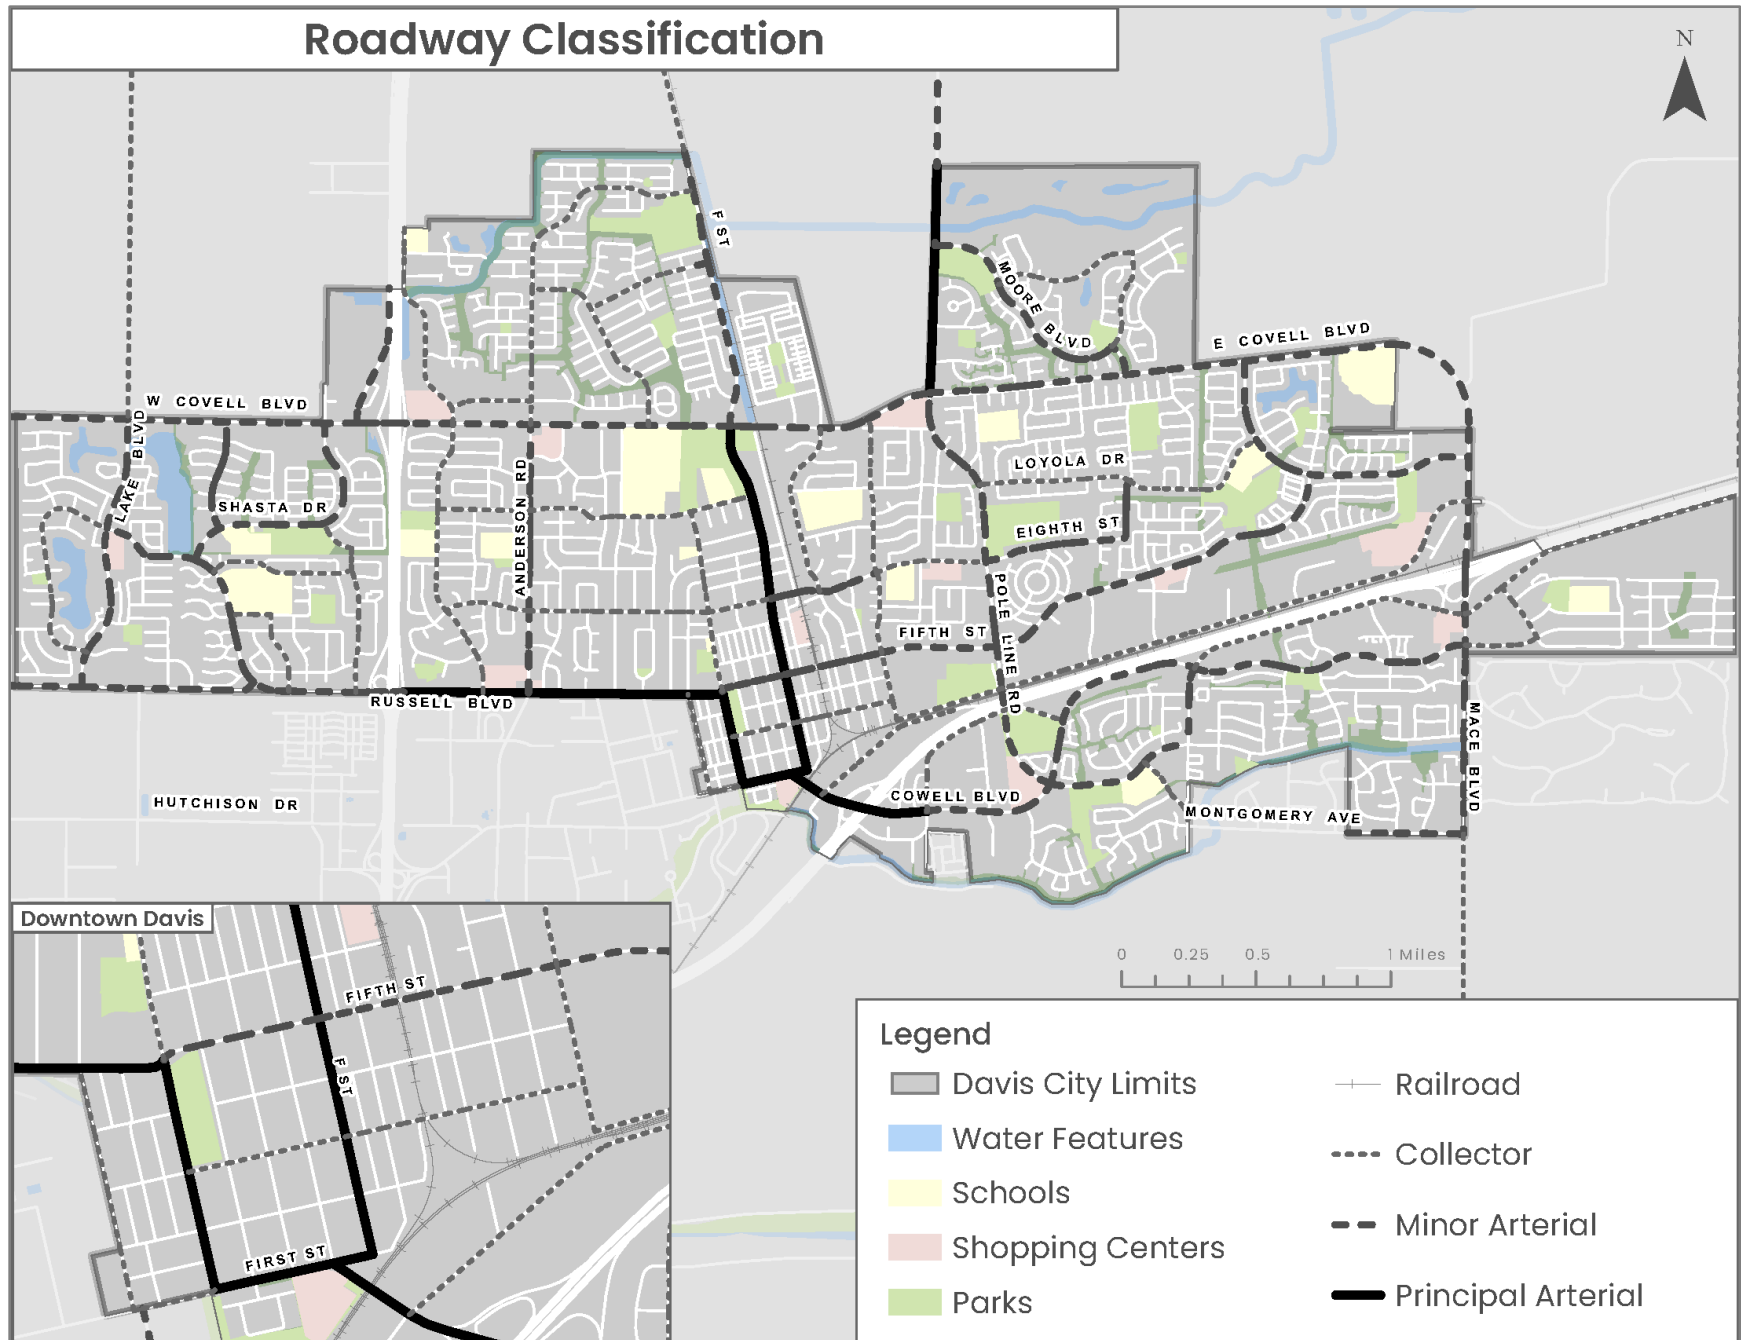 Roadway Classification
N
F ST
MOORE BLVD
E COVELL BLVD
W COVELL BLVD
LAKE BLVD
ANDERSON RD
LOYOLA DR
SHASTA DR
EIGHTH ST
POLE LINE RD
FIFTH ST
RUSSELL BLVD
MACE BLVD
HUTCHISON DR
COWELL BLVD
MONTGOMERY AVE
Downtown Davis
FIFTH ST
F ST
FIRST ST
0 0.25 0.5 1 Miles
Legend
Davis City Limits
Water Features
Schools
Shopping Centers
Parks
Railroad
Collector
Minor Arterial
Principal Arterial